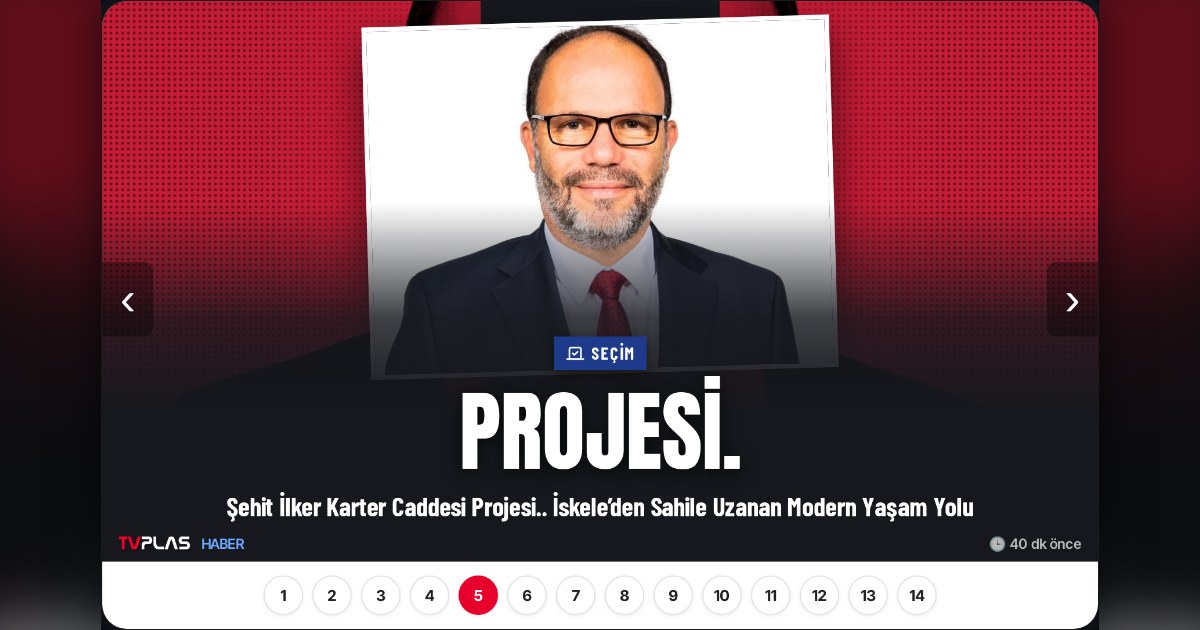 SEÇİM
PROJESİ.
Şehit İlker Karter Caddesi Projesi.. İskele’den Sahile Uzanan Modern Yaşam Yolu
TVPLAS HABER
40 dk önce
1 2 3 4 5 6 7 8 9 10 11 12 13 14